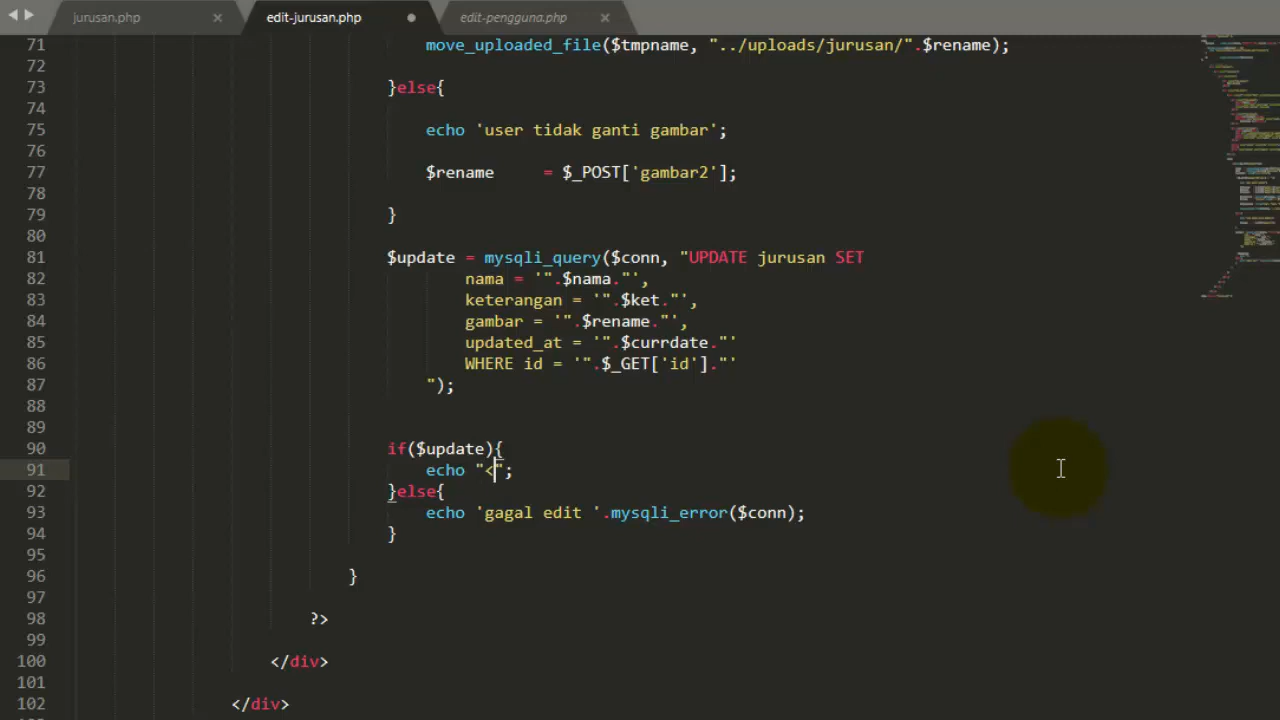 jurusan.php × edit-jurusan.php ● edit-pengguna.php ×
71 move_uploaded_file($tmpname, "../uploads/jurusan/".$rename);
72
73 }else{
74
75 echo 'user tidak ganti gambar';
76
77 $rename = $_POST['gambar2'];
78
79 }
80
81 $update = mysqli_query($conn, "UPDATE jurusan SET
82 nama = '".$nama."',
83 keterangan = '".$ket."',
84 gambar = '".$rename."',
85 updated_at = '".$currdate."'
86 WHERE id = '".$_GET['id']."'
87 ");
88
89
90 if($update){
91 echo "<";
92 }else{
93 echo 'gagal edit '.mysqli_error($conn);
94 }
95
96 }
97
98 ?>
99
100 </div>
101
102 </div>